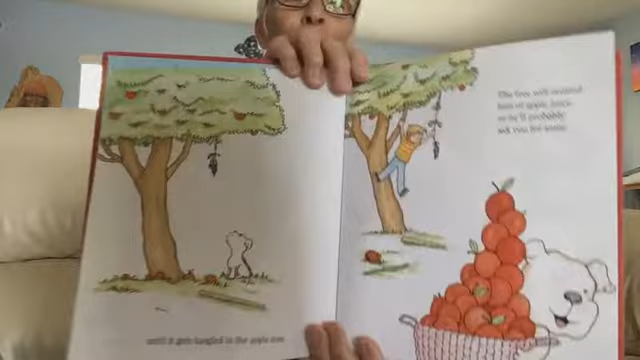 until it gets tangled in the apple tree
The tree will remind
him of apple juice,
so he'll probably
ask you for some.